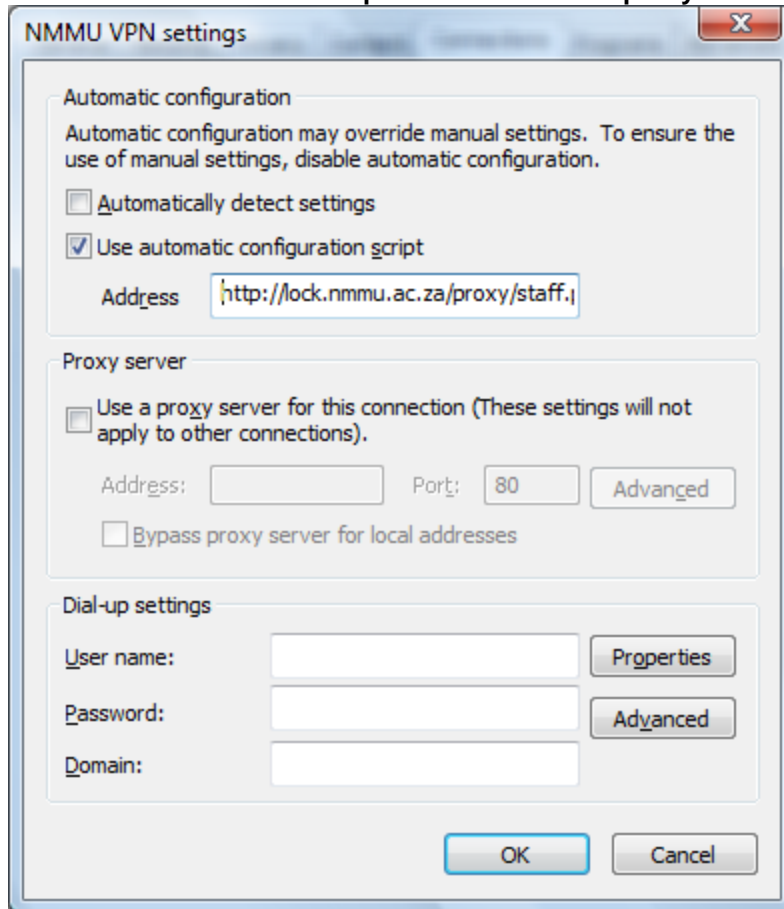 NMMU VPN settings
Automatic configuration
Automatic configuration may override manual settings. To ensure the
use of manual settings, disable automatic configuration.
Automatically detect settings
Use automatic configuration script
Address http://lock.nmmu.ac.za/proxy/staff.
Proxy server
Use a proxy server for this connection (These settings will not
apply to other connections).
Address: Port: 80 Advanced
Bypass proxy server for local addresses
Dial-up settings
User name: Properties
Password: Advanced
Domain:
OK Cancel